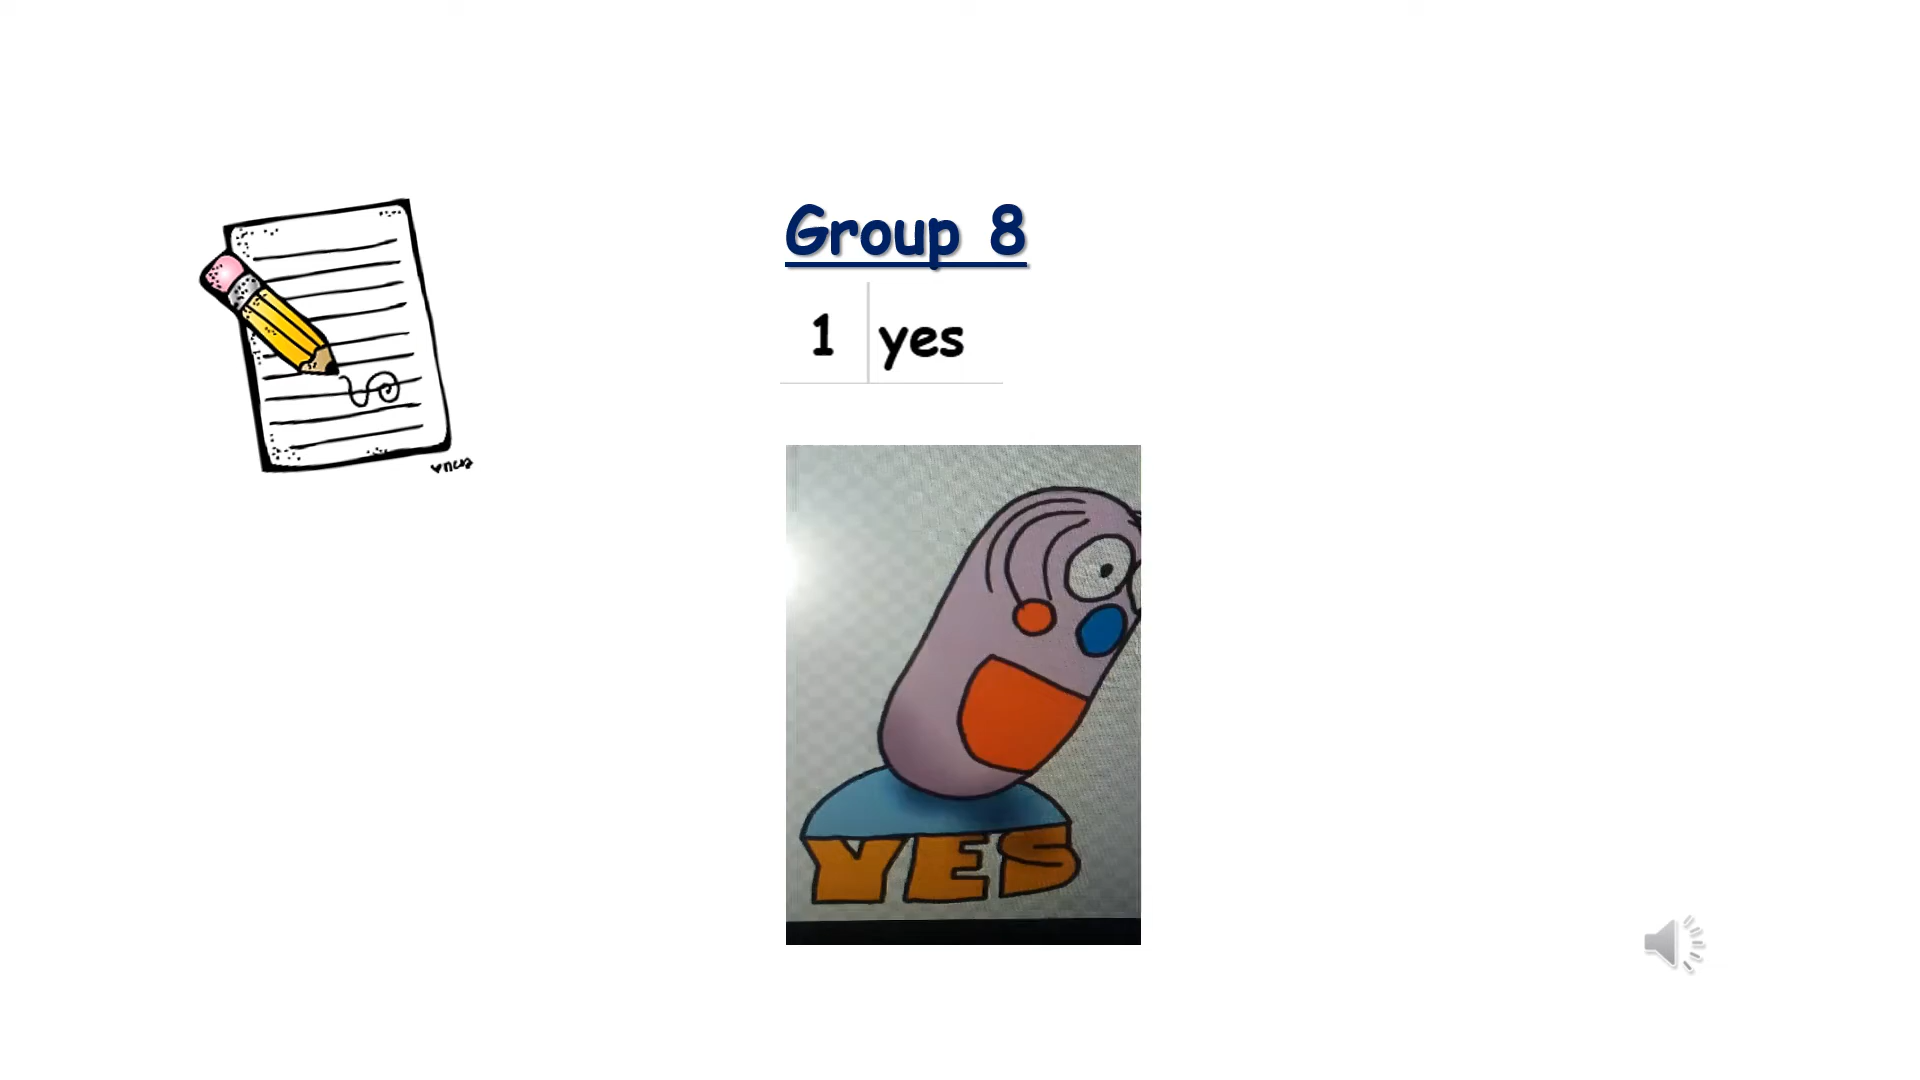 Group 8
1 yes
YES